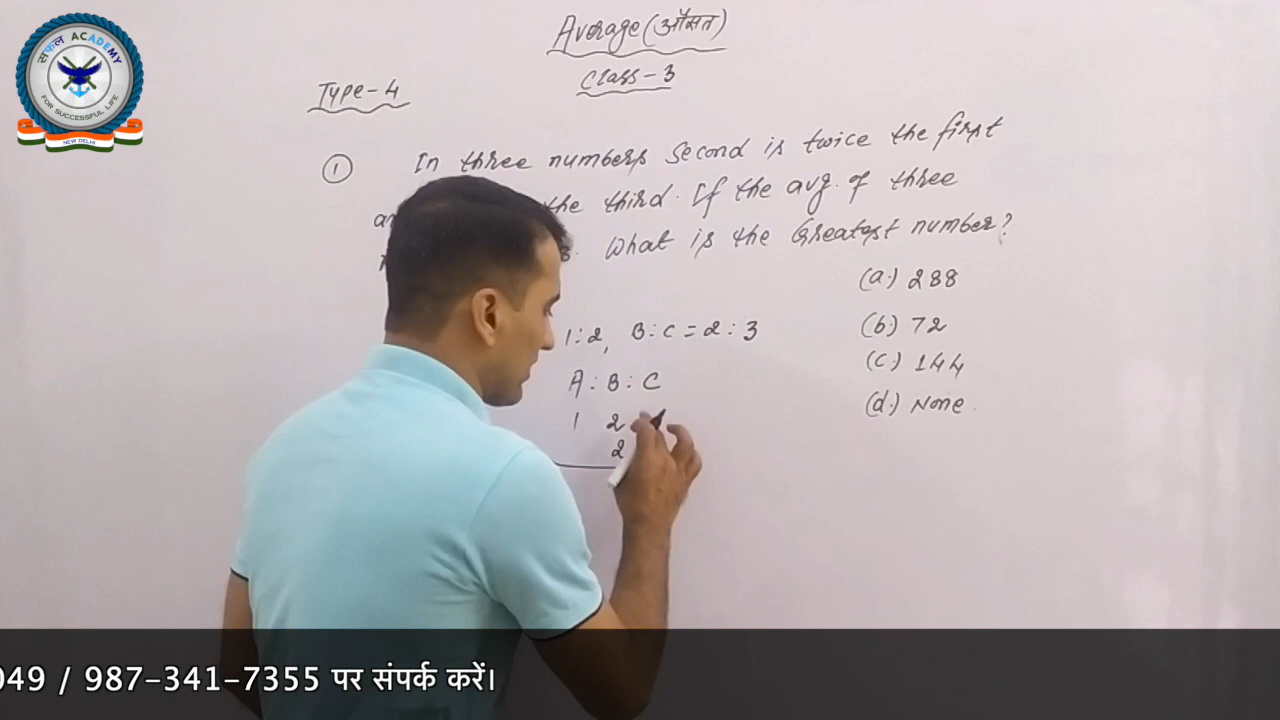 सफल ACADEMY
FOR SUCCESSFUL LIFE
NEW DELHI
Average (औसत)
Class-3
Type-4
① In three numbers Second is twice the first
the third. If the avg. of three
What is the Greatest number?
(a.) 288
(b.) 72
(c.) 144
(d.) None.
1:2, B:C = 2:3
A:B:C
1 2
2
049 / 987-341-7355 पर संपर्क करें।